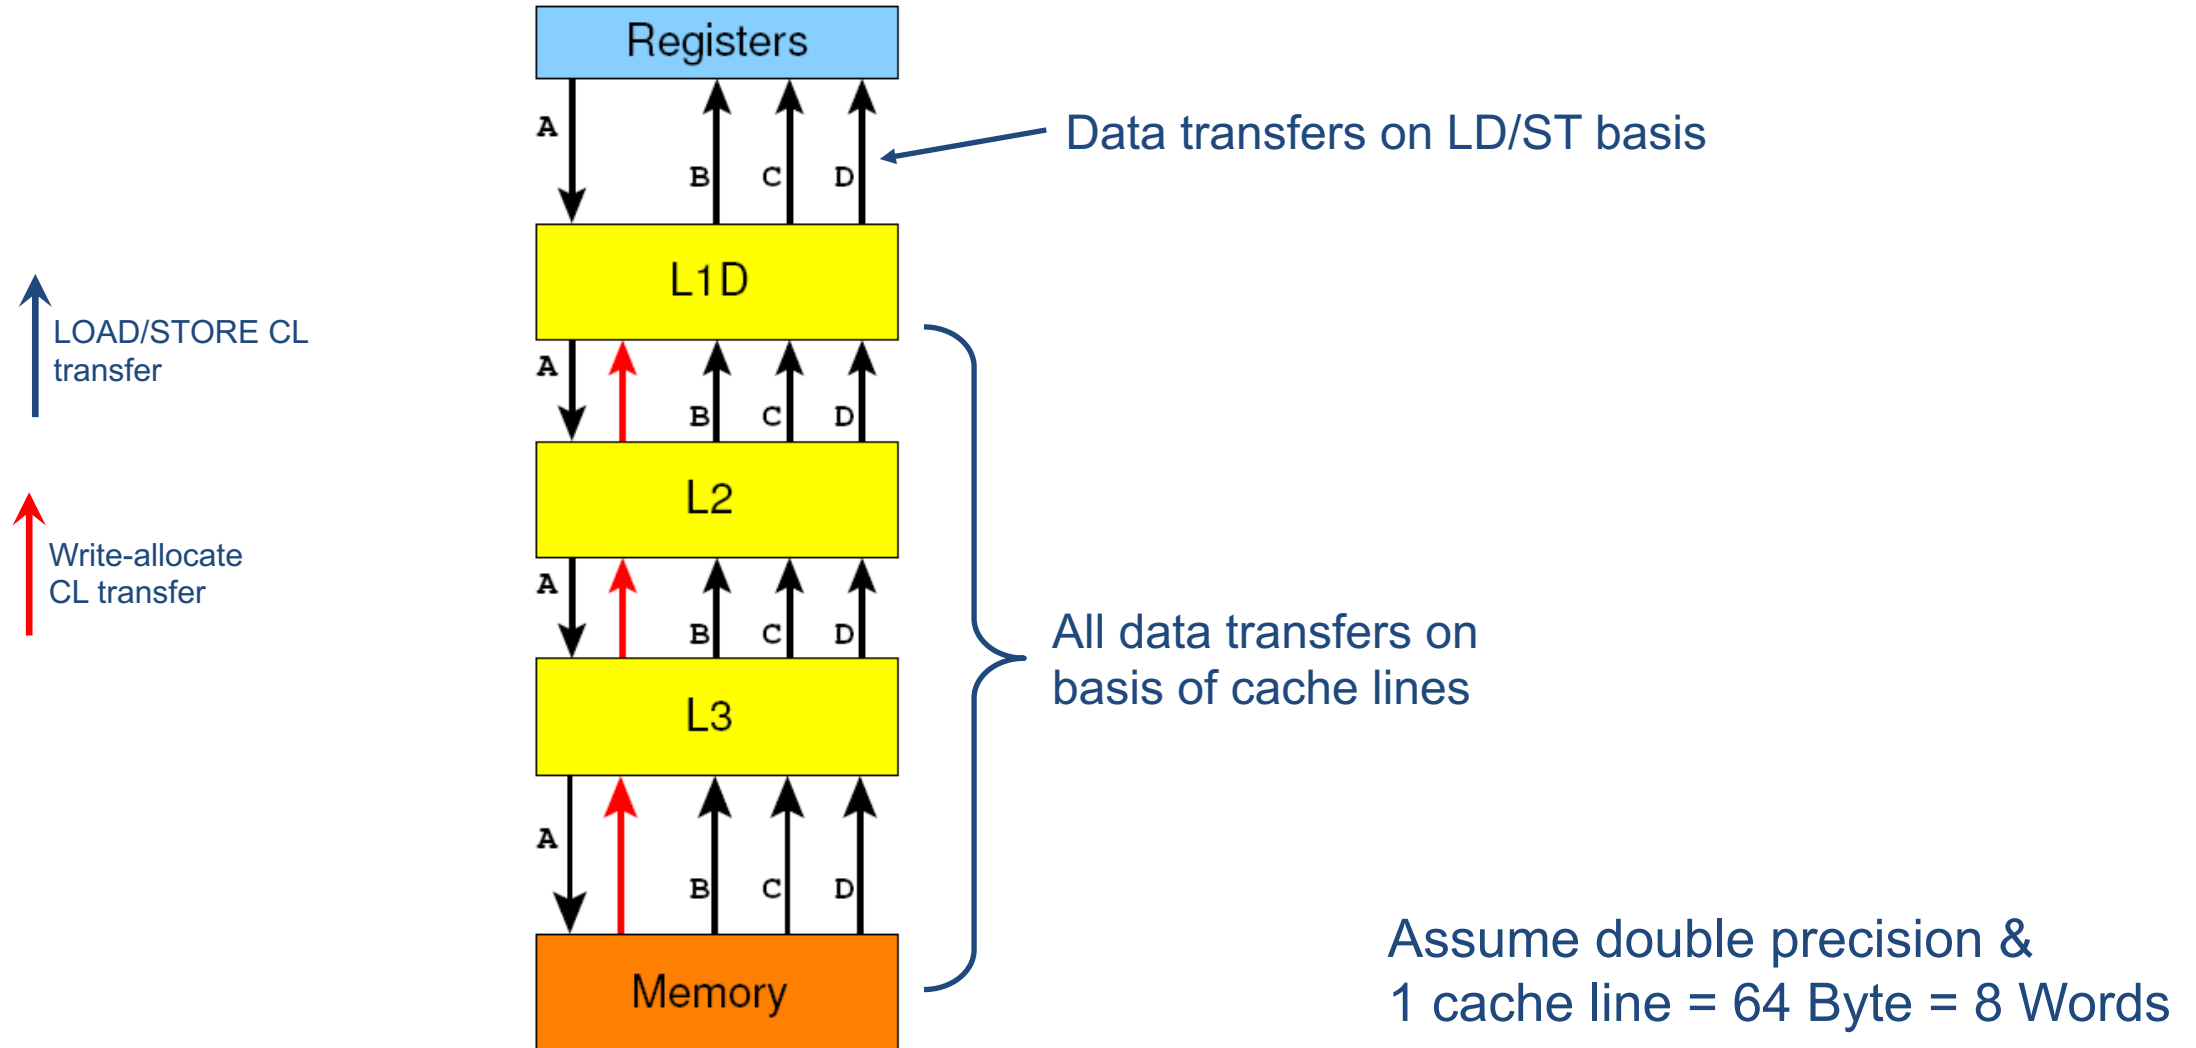 Registers
A
B C D
Data transfers on LD/ST basis
L1D
LOAD/STORE CL
transfer
A
B C D
L2
Write-allocate
CL transfer
A
B C D
All data transfers on
basis of cache lines
L3
A
B C D
Memory
Assume double precision &
1 cache line = 64 Byte = 8 Words